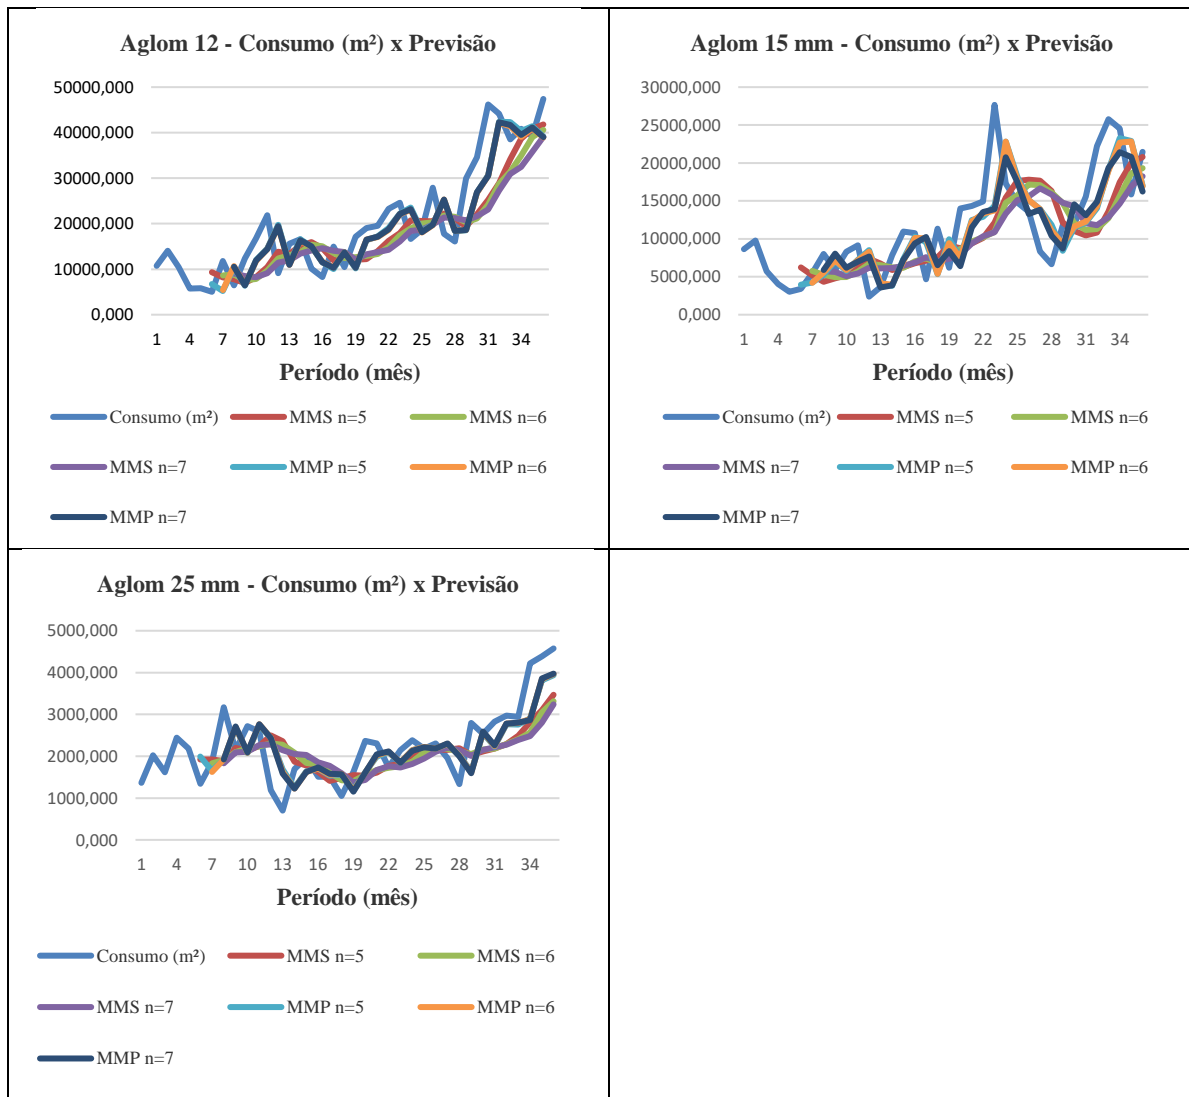 Aglom 12 - Consumo (m²) x Previsão
50000,000
40000,000
30000,000
20000,000
10000,000
0,000
1 4 7 10 13 16 19 22 25 28 31 34
Período (mês)
Consumo (m²) MMS n=5 MMS n=6
MMS n=7 MMP n=5 MMP n=6
MMP n=7
Aglom 15 mm - Consumo (m²) x Previsão
30000,000
25000,000
20000,000
15000,000
10000,000
5000,000
0,000
1 4 7 10 13 16 19 22 25 28 31 34
Período (mês)
Consumo (m²) MMS n=5 MMS n=6
MMS n=7 MMP n=5 MMP n=6
MMP n=7
Aglom 25 mm - Consumo (m²) x Previsão
5000,000
4000,000
3000,000
2000,000
1000,000
0,000
1 4 7 10 13 16 19 22 25 28 31 34
Período (mês)
Consumo (m²) MMS n=5 MMS n=6
MMS n=7 MMP n=5 MMP n=6
MMP n=7